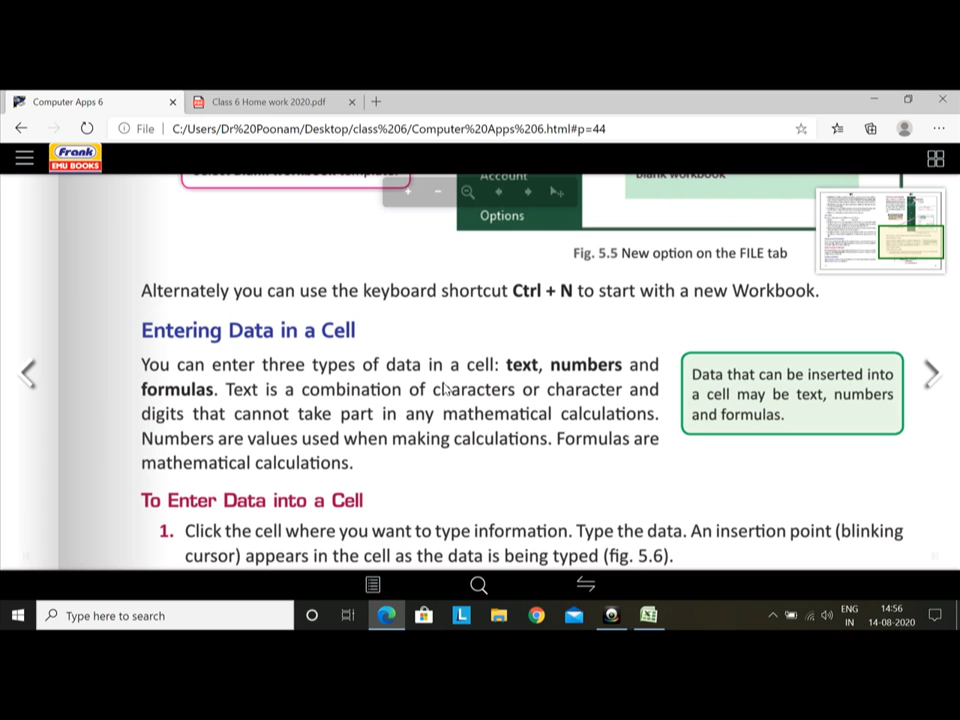 Computer Apps 6
Class 6 Home work 2020.pdf
File
C:/Users/Dr%20Poonam/Desktop/class%206/Computer%20Apps%206.html#p=44
Frank
EMU BOOKS
Account
Blank workbook
Options
Fig. 5.5 New option on the FILE tab
Alternately you can use the keyboard shortcut Ctrl + N to start with a new Workbook.
Entering Data in a Cell
You can enter three types of data in a cell: text, numbers and
formulas. Text is a combination of characters or character and
digits that cannot take part in any mathematical calculations.
Numbers are values used when making calculations. Formulas are
mathematical calculations.
Data that can be inserted into
a cell may be text, numbers
and formulas.
To Enter Data into a Cell
1. Click the cell where you want to type information. Type the data. An insertion point (blinking
cursor) appears in the cell as the data is being typed (fig. 5.6).
Type here to search
L
ENG
IN
14:56
14-08-2020